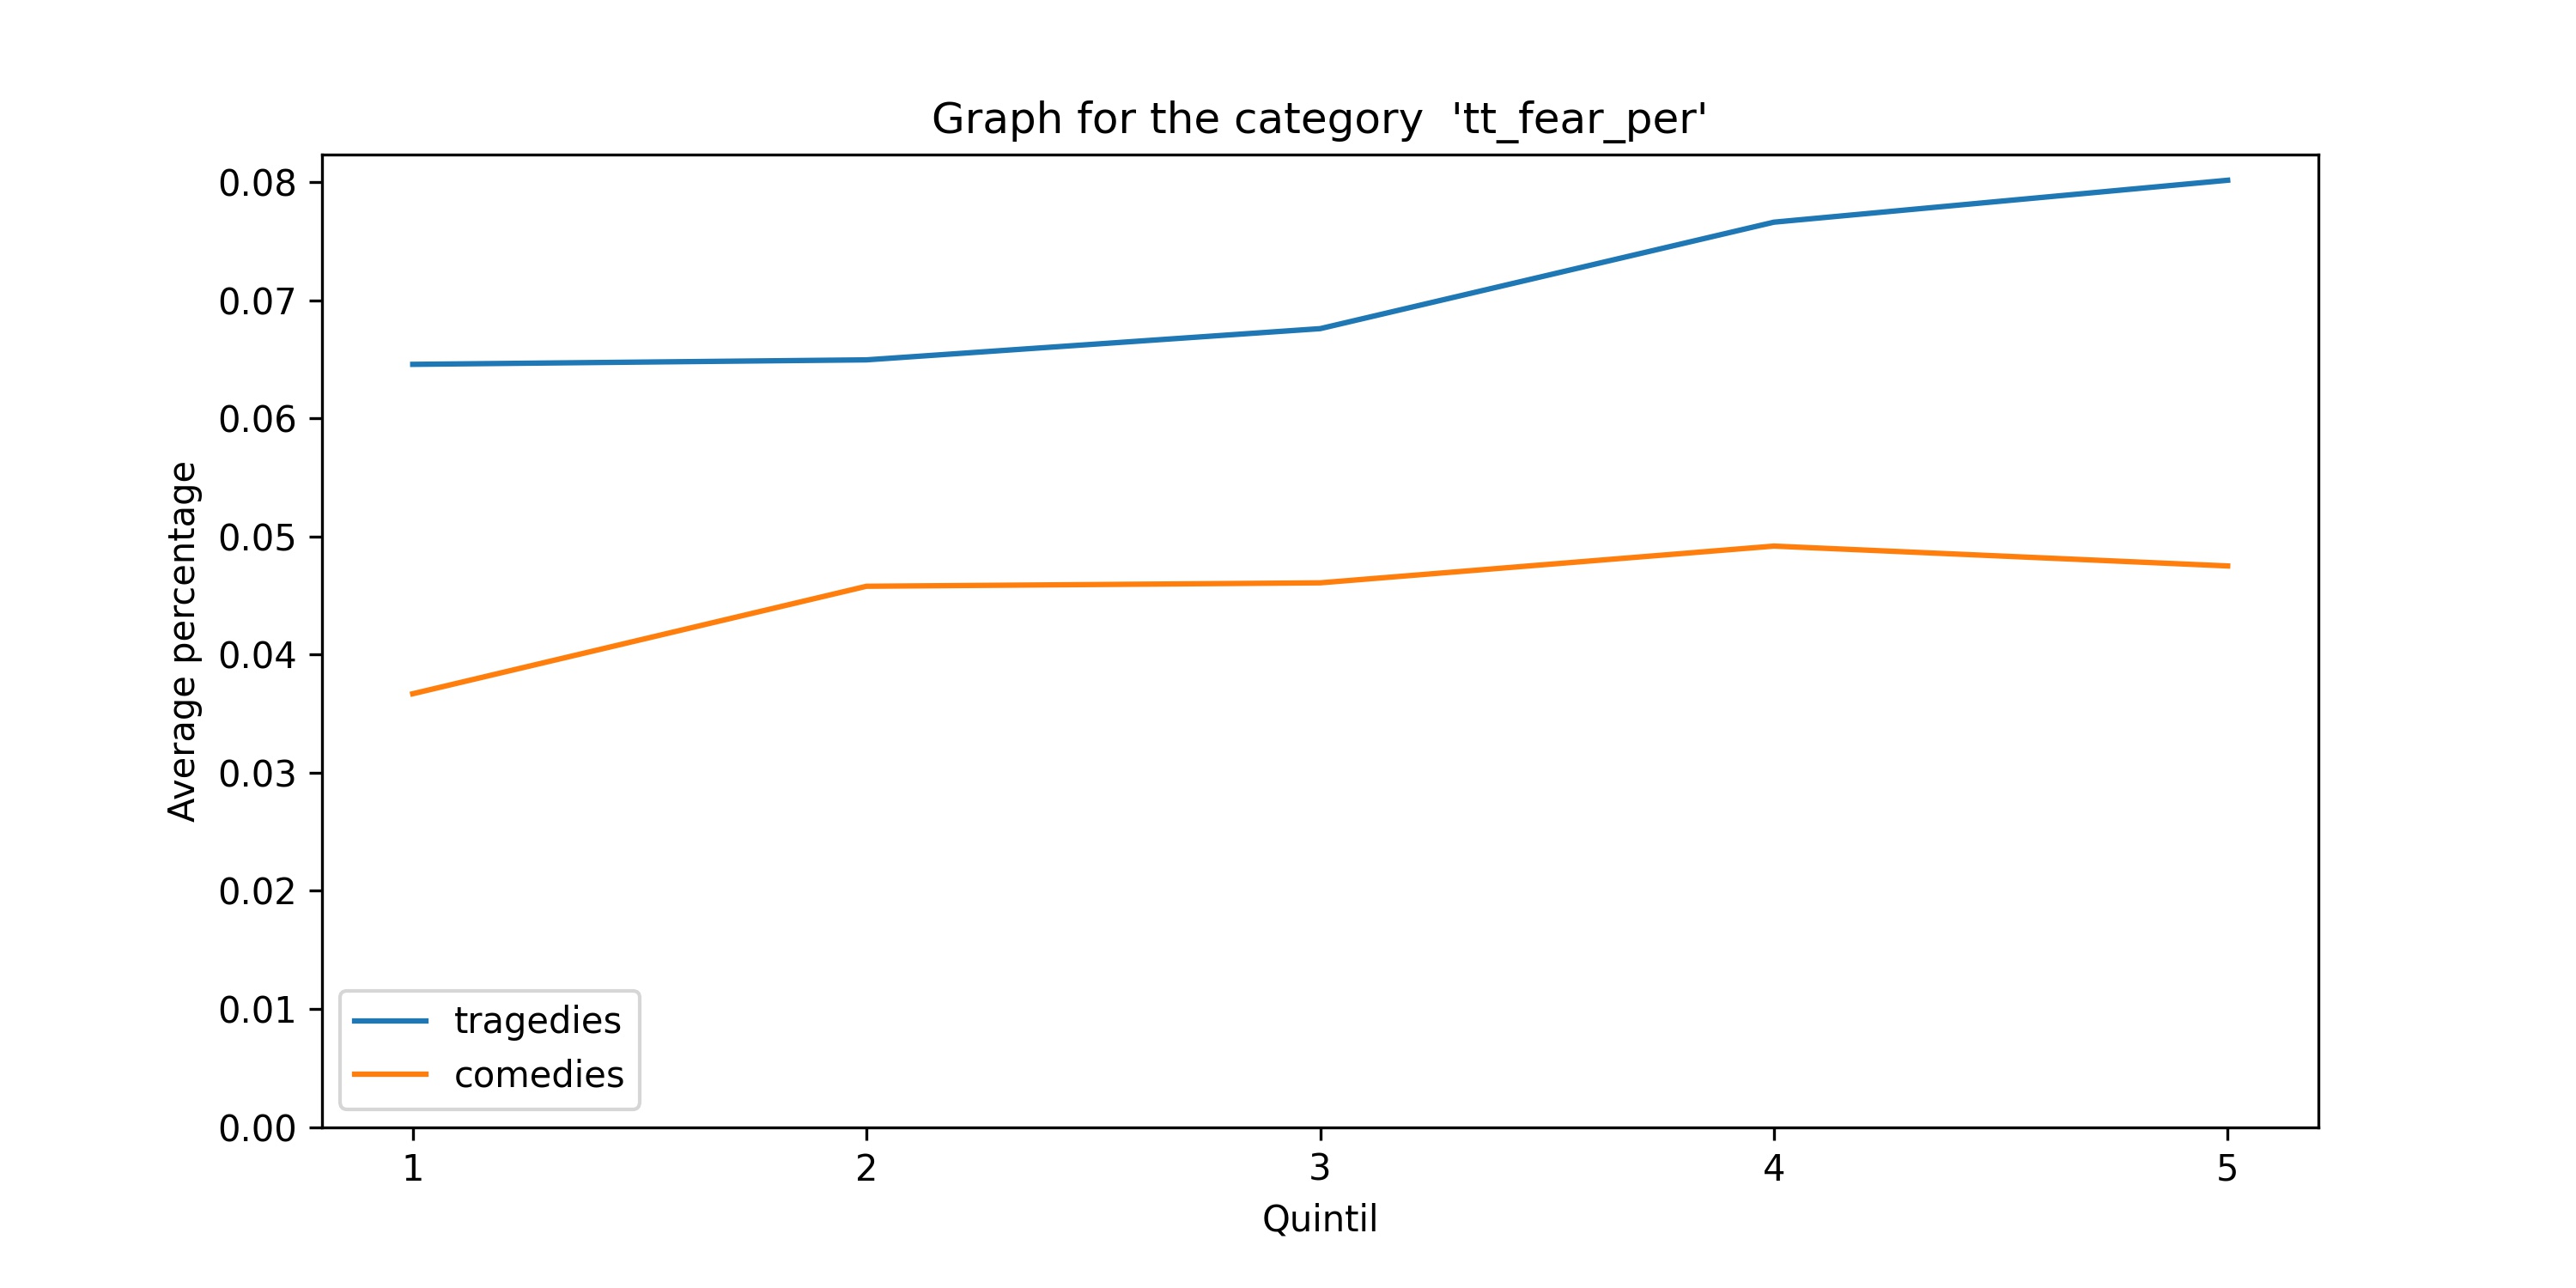 Graph for the category  'tt_fear_per'
0.08
0.07
0.06
0.05
0.04
0.03
0.02
0.01
0.00
Average percentage
tragedies
comedies
1 2 3 4 5
Quintil